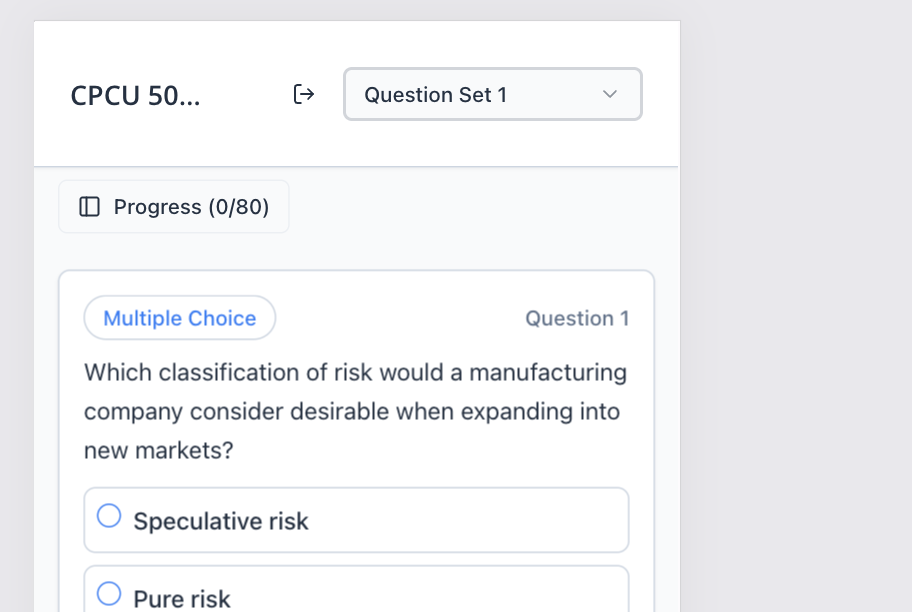 CPCU 50...
Question Set 1
Progress (0/80)
Multiple Choice
Question 1
Which classification of risk would a manufacturing
company consider desirable when expanding into
new markets?
Speculative risk
Pure risk